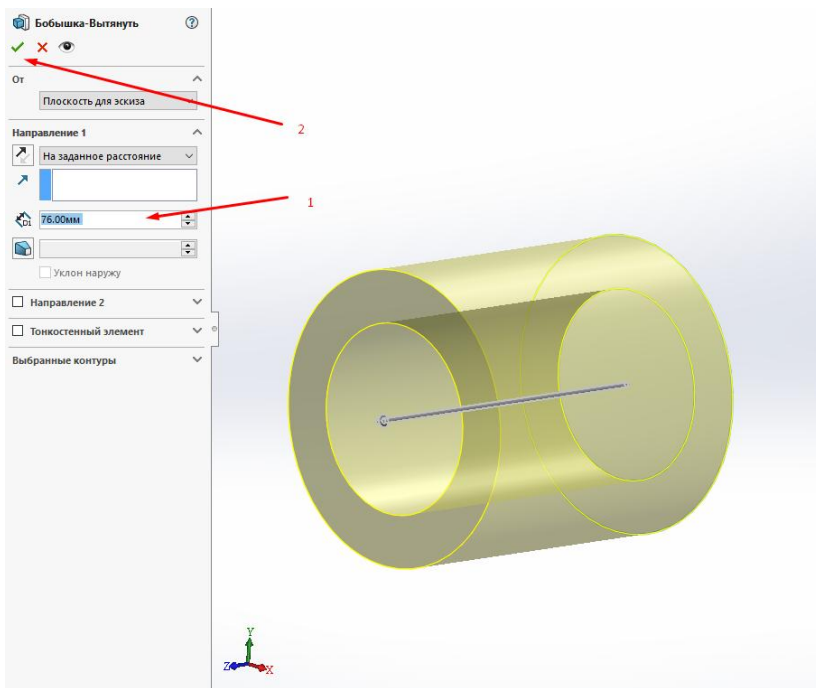 Бобышка-Вытянуть
От
Плоскость для эскиза
2
Направление 1
На заданное расстояние
1
D1
76.00мм
Уклон наружу
Направление 2
Тонкостенный элемент
Выбранные контуры
Y
Z
X